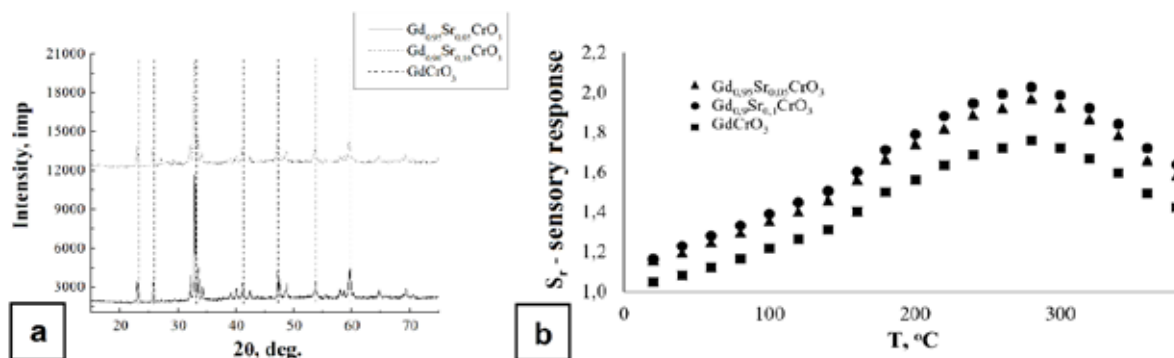 Gd0,95Sr0,05CrO3
Gd0,90Sr0,10CrO3
GdCrO3
Intensity, imp
21000
18000
15000
12000
9000
6000
3000
20
30
40
50
60
70
2θ, deg.
a
Sr - sensory response
2,2
2,0
1,8
1,6
1,4
1,2
1,0
Gd0,95Sr0,05CrO3
Gd0,9Sr0,1CrO3
GdCrO3
0
100
200
300
T, °C
b